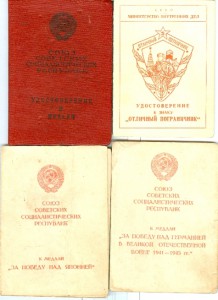 СОЮЗ
СОВЕТСКИХ
СОЦИАЛИСТИЧЕСКИХ
РЕСПУБЛИК
УДОСТОВЕРЕНИЕ
К
МЕДАЛИ
МИНИСТЕРСТВО ВНУТРЕННИХ ДЕЛ
УДОСТОВЕРЕНИЕ
К ЗНАКУ
„ОТЛИЧНЫЙ ПОГРАНИЧНИК"
СОЮЗ
СОВЕТСКИХ
СОЦИАЛИСТИЧЕСКИХ
РЕСПУБЛИК
К МЕДАЛИ
„ЗА ПОБЕДУ НАД ЯПОНИЕЙ"
СОЮЗ
СОВЕТСКИХ
СОЦИАЛИСТИЧЕСКИХ
РЕСПУБЛИК
К МЕДАЛИ
„ЗА ПОБЕДУ НАД ГЕРМАНИЕЙ
В ВЕЛИКОЙ ОТЕЧЕСТВЕННОЙ
ВОЙНЕ 1941—1945 гг."